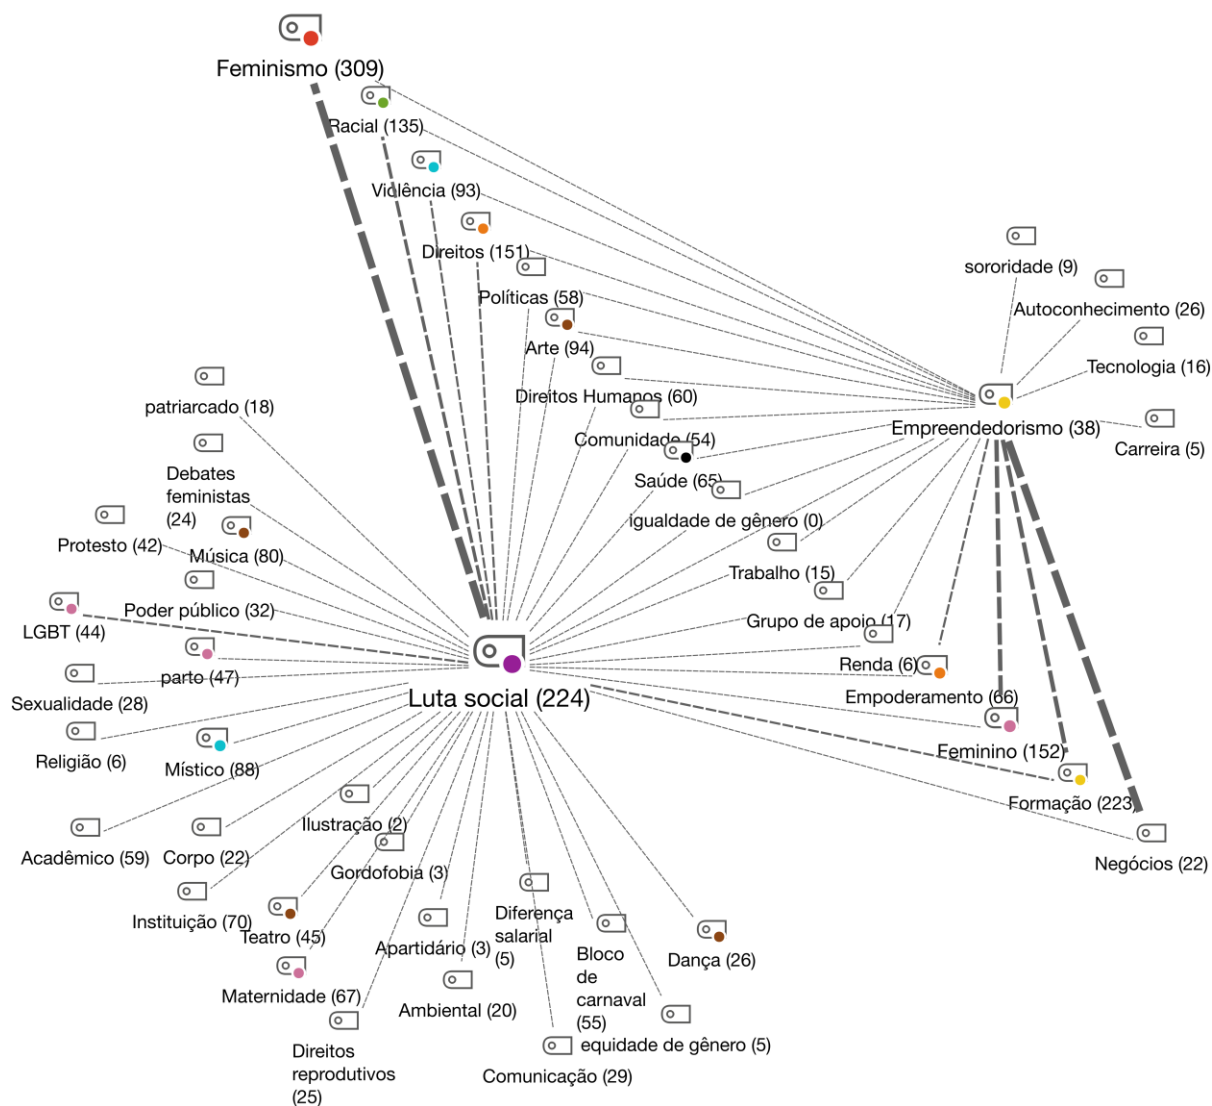 Feminismo (309)
Racial (135)
Violência (93)
Direitos (151)
sororidade (9)
Políticas (58)
Autoconhecimento (26)
Arte (94)
Tecnologia (16)
Direitos Humanos (60)
patriarcado (18)
Empreendedorismo (38)
Comunidade (54)
Carreira (5)
Debates
feministas
(24)
Saúde (65)
igualdade de gênero (0)
Protesto (42)
Música (80)
Trabalho (15)
Poder público (32)
Grupo de apoio (17)
LGBT (44)
Renda (6)
parto (47)
Empoderamento (66)
Luta social (224)
Sexualidade (28)
Feminino (152)
Religião (6)
Místico (88)
Formação (223)
Ilustração (2)
Acadêmico (59)
Corpo (22)
Negócios (22)
Gordofobia (3)
Instituição (70)
Teatro (45)
Apartidário (3)
Diferença
salarial
(5)
Bloco
de
carnaval
(55)
Dança (26)
Maternidade (67)
Ambiental (20)
equidade de gênero (5)
Direitos
reprodutivos
(25)
Comunicação (29)